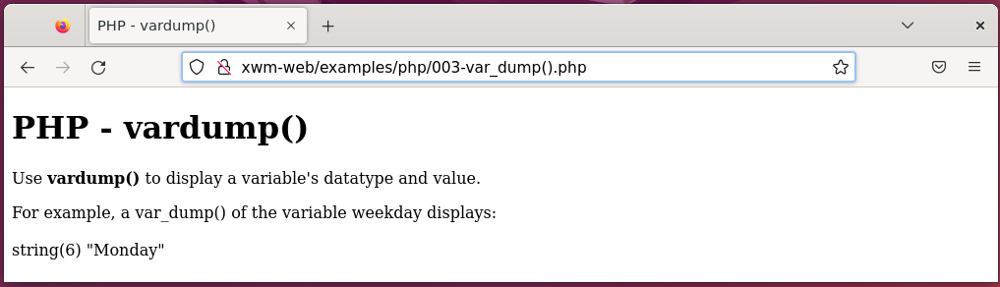 PHP - vardump()
xwm-web/examples/php/003-var_dump().php
PHP - vardump()
Use vardump() to display a variable's datatype and value.
For example, a var_dump() of the variable weekday displays:
string(6) "Monday"